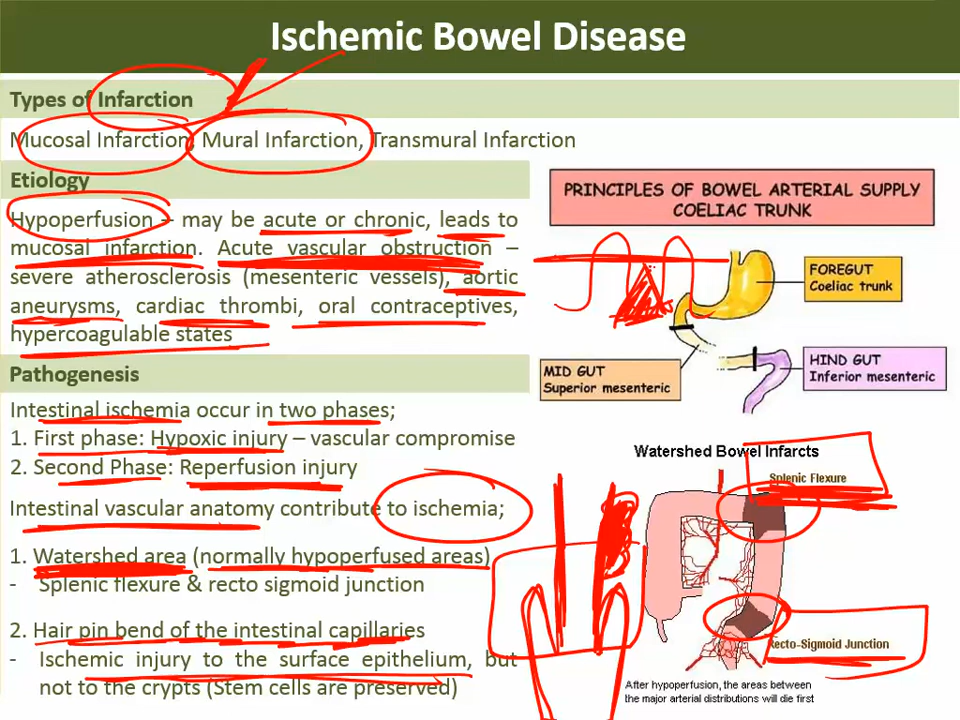 Ischemic Bowel Disease
Types of Infarction
Mucosal Infarction, Mural Infarction, Transmural Infarction
Etiology
Hypoperfusion – may be acute or chronic, leads to
mucosal infarction. Acute vascular obstruction –
severe atherosclerosis (mesenteric vessels), aortic
aneurysms, cardiac thrombi, oral contraceptives,
hypercoagulable states
Pathogenesis
Intestinal ischemia occur in two phases;
1. First phase: Hypoxic injury – vascular compromise
2. Second Phase: Reperfusion injury
Intestinal vascular anatomy contribute to ischemia;
1. Watershed area (normally hypoperfused areas)
- Splenic flexure & recto sigmoid junction
2. Hair pin bend of the intestinal capillaries
- Ischemic injury to the surface epithelium, but
not to the crypts (Stem cells are preserved)
PRINCIPLES OF BOWEL ARTERIAL SUPPLY
COELIAC TRUNK
FOREGUT
Coeliac trunk
MID GUT
Superior mesenteric
HIND GUT
Inferior mesenteric
Watershed Bowel Infarcts
Splenic Flexure
Recto-Sigmoid Junction
After hypoperfusion, the areas between
the major arterial distributions will die first